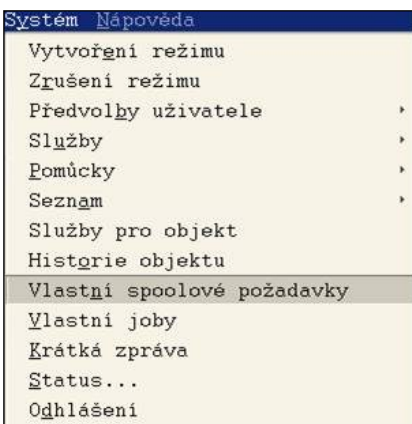 Systém Nápověda
Vytvoření režimu
Zrušení režimu
Předvolby uživatele
Služby
Pomůcky
Seznam
Služby pro objekt
Historie objektu
Vlastní spoolové požadavky
Vlastní joby
Krátká zpráva
Status...
Odhlášení